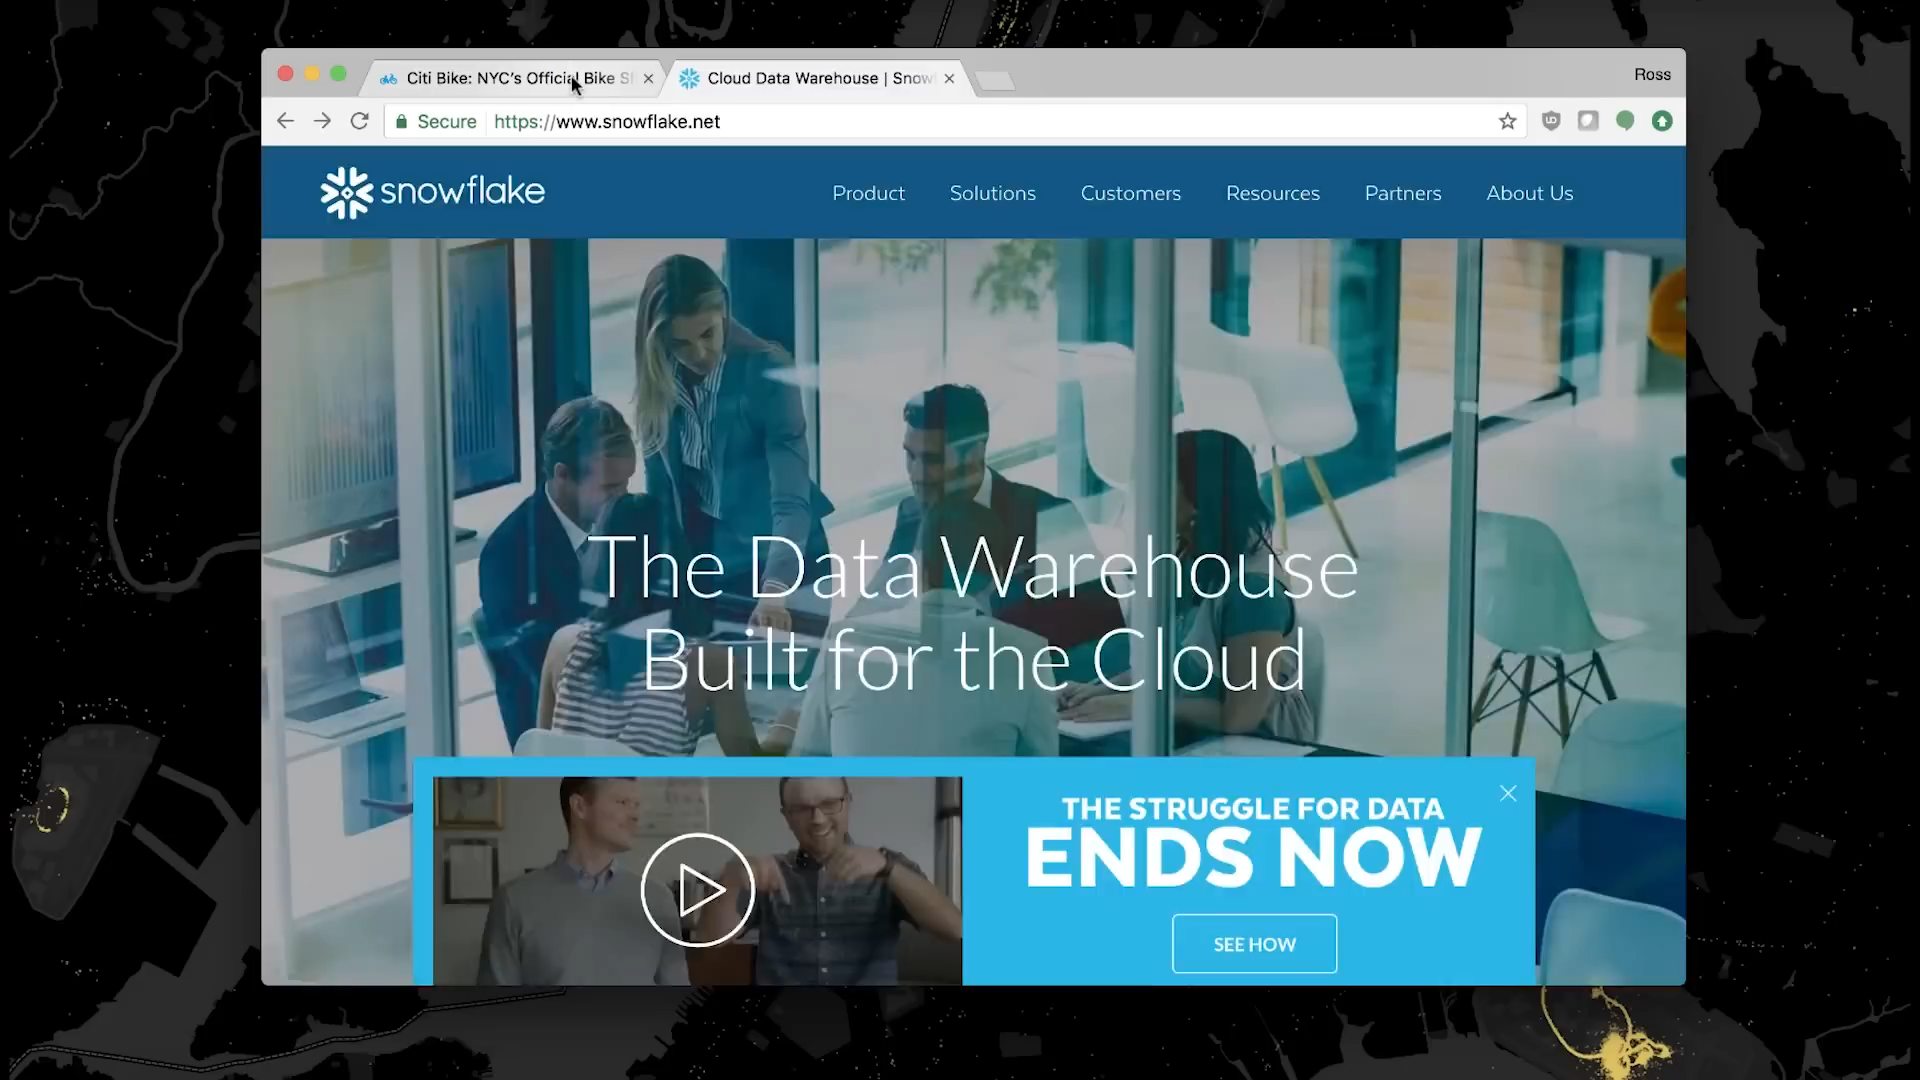 Citi Bike: NYC's Official Bike S
Cloud Data Warehouse | Snow
Ross
Secure
https://www.snowflake.net
snowflake
Product
Solutions
Customers
Resources
Partners
About Us
The Data Warehouse
Built for the Cloud
THE STRUGGLE FOR DATA
ENDS NOW
SEE HOW